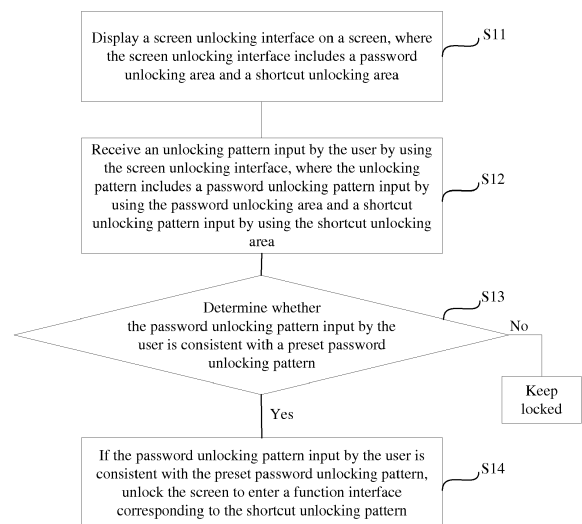 Display a screen unlocking interface on a screen, where
the screen unlocking interface includes a password
unlocking area and a shortcut unlocking area
S11
Receive an unlocking pattern input by the user by using
the screen unlocking interface, where the unlocking
pattern includes a password unlocking pattern input by
using the password unlocking area and a shortcut
unlocking pattern input by using the shortcut unlocking
area
S12
Determine whether
the password unlocking pattern input by the
user is consistent with a preset password
unlocking pattern
S13
No
Keep
locked
Yes
If the password unlocking pattern input by the user is
consistent with the preset password unlocking pattern,
unlock the screen to enter a function interface
corresponding to the shortcut unlocking pattern
S14